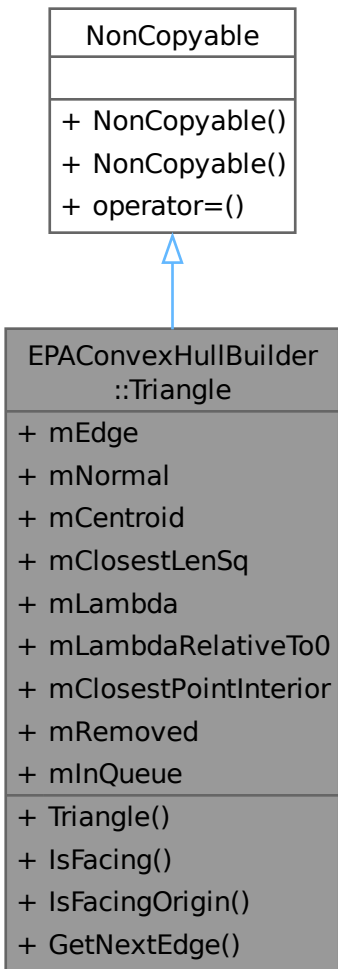 NonCopyable
+ NonCopyable()
+ NonCopyable()
+ operator=()
EPAConvexHullBuilder
::Triangle
+ mEdge
+ mNormal
+ mCentroid
+ mClosestLenSq
+ mLambda
+ mLambdaRelativeTo0
+ mClosestPointInterior
+ mRemoved
+ mInQueue
+ Triangle()
+ IsFacing()
+ IsFacingOrigin()
+ GetNextEdge()